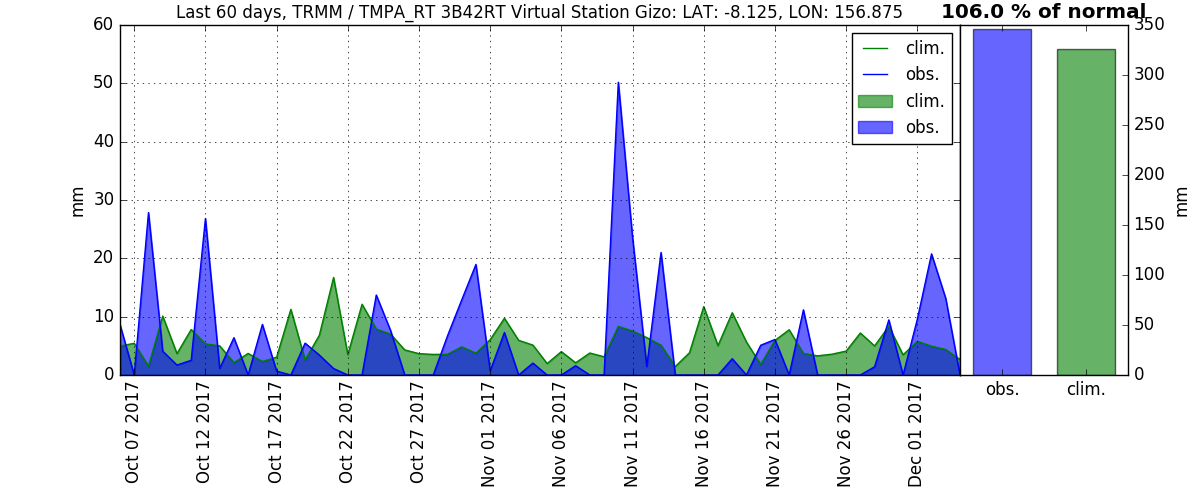 Last 60 days, TRMM / TMPA_RT 3B42RT Virtual Station Gizo: LAT: -8.125, LON: 156.875
106.0 % of normal
60
50
40
30
20
10
0
mm
clim.
obs.
clim.
obs.
350
300
250
200
150
100
50
0
mm
obs.
clim.
Oct 07 2017
Oct 12 2017
Oct 17 2017
Oct 22 2017
Oct 27 2017
Nov 01 2017
Nov 06 2017
Nov 11 2017
Nov 16 2017
Nov 21 2017
Nov 26 2017
Dec 01 2017